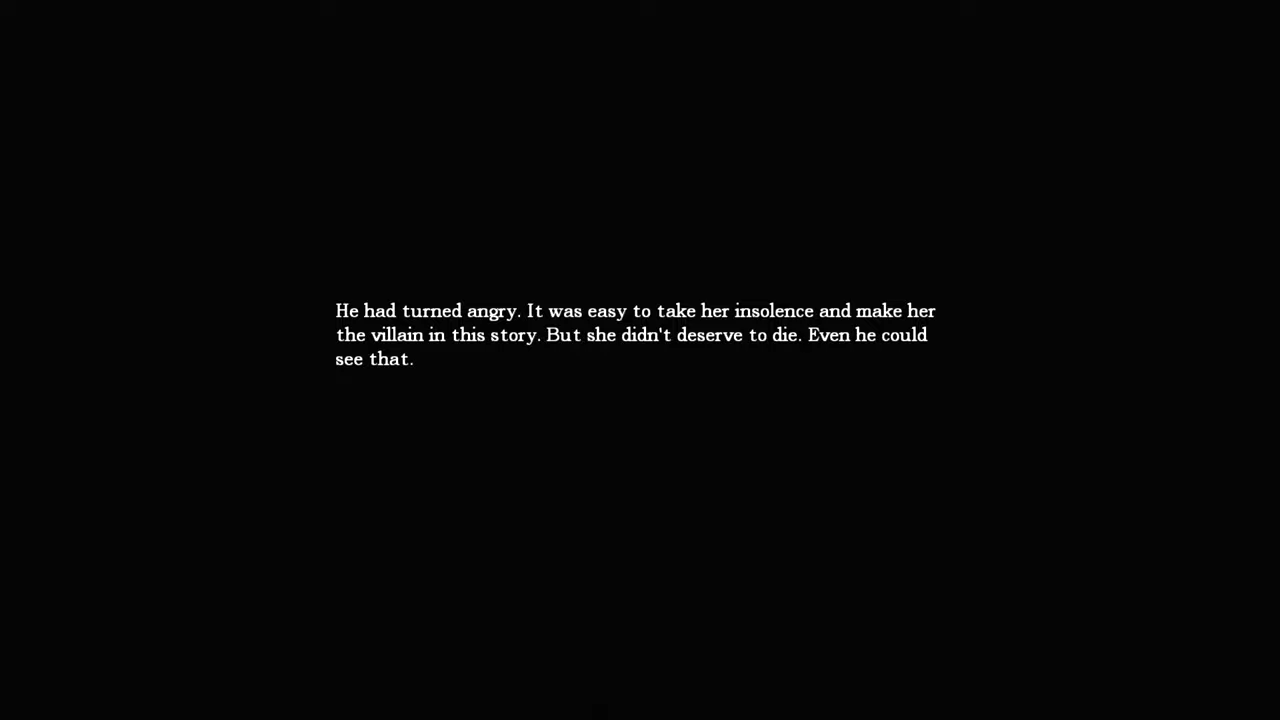 He had turned angry. It was easy to take her insolence and make her
the villain in this story. But she didn't deserve to die. Even he could
see that.